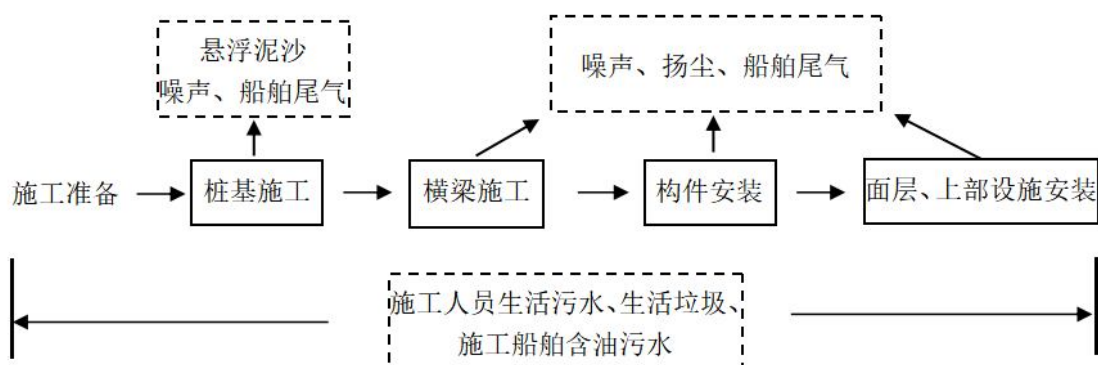 悬浮泥沙
噪声、船舶尾气
噪声、扬尘、船舶尾气
施工准备
桩基施工
横梁施工
构件安装
面层、上部设施安装
施工人员生活污水、生活垃圾、
施工船舶含油污水